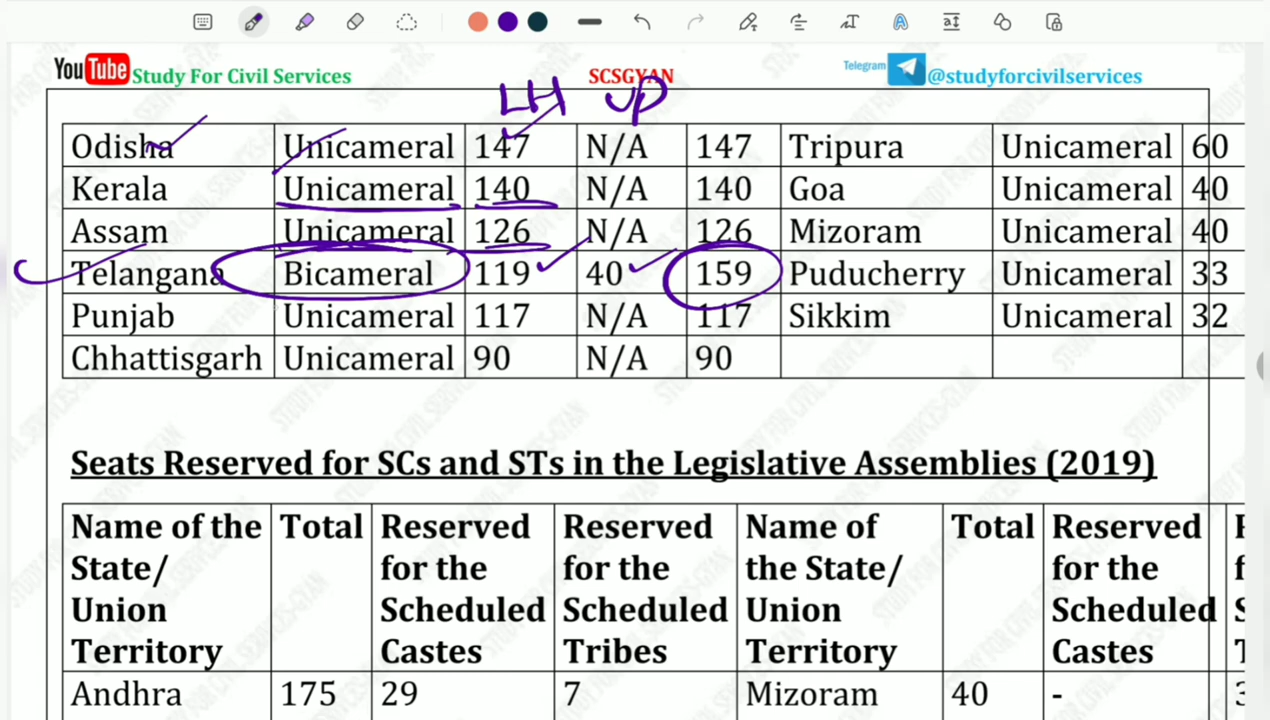 YouTube Study For Civil Services SCSGYAN Telegram @studyforcivilservices
LH UP
Odisha Unicameral 147 N/A 147 Tripura Unicameral 60
Kerala Unicameral 140 N/A 140 Goa Unicameral 40
Assam Unicameral 126 N/A 126 Mizoram Unicameral 40
Telangana Bicameral 119 40 159 Puducherry Unicameral 33
Punjab Unicameral 117 N/A 117 Sikkim Unicameral 32
Chhattisgarh Unicameral 90 N/A 90
Seats Reserved for SCs and STs in the Legislative Assemblies (2019)
Name of the Total Reserved Reserved Name of Total Reserved
State/ for the for the the State/ for the
Union Scheduled Scheduled Union Scheduled
Territory Castes Tribes Territory Castes
Andhra 175 29 7 Mizoram 40 -